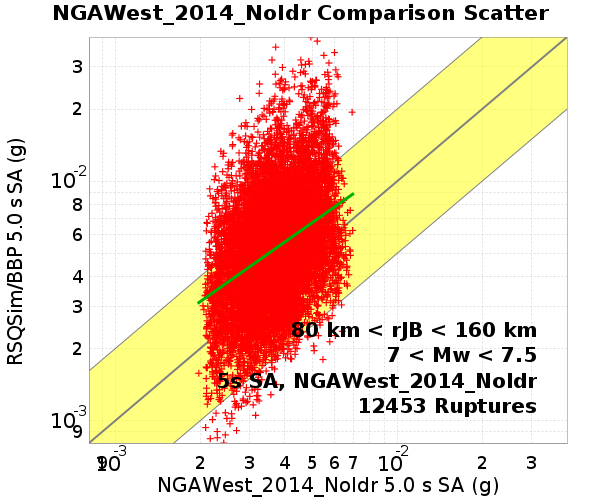 NGAWest_2014_NoIdr Comparison Scatter
RSQSim/BBP 5.0 s SA (g)
3
2
10-2
8
6
4
3
2
10-3
9
80 km < rJB < 160 km
7 < Mw < 7.5
5s SA, NGAWest_2014_NoIdr
12453 Ruptures
9 10-3 2 3 4 5 6 7 10-2 2 3
NGAWest_2014_NoIdr 5.0 s SA (g)